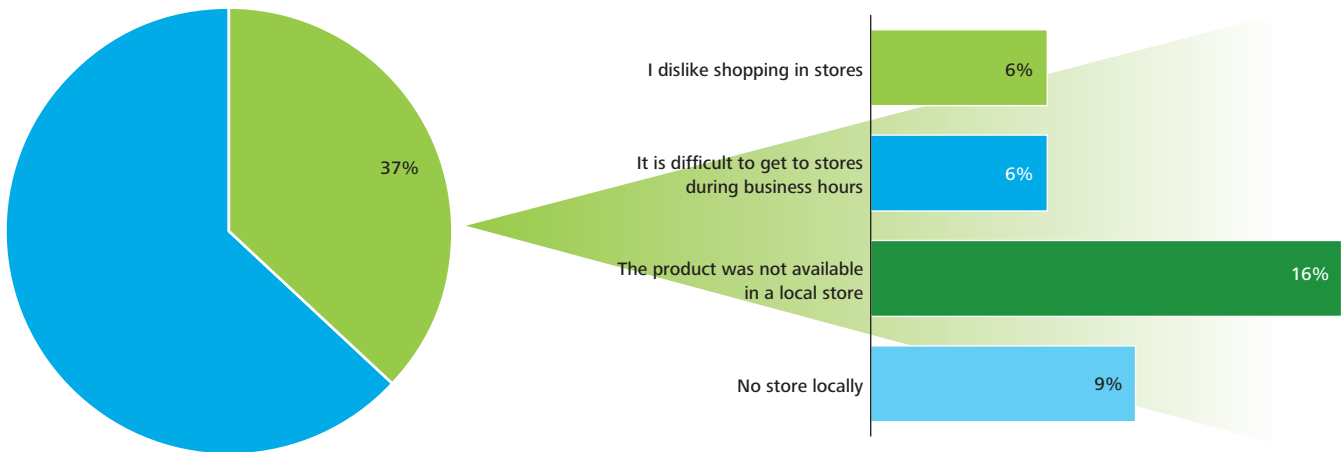 37%
I dislike shopping in stores
6%
It is difficult to get to stores
during business hours
6%
The product was not available
in a local store
16%
No store locally
9%